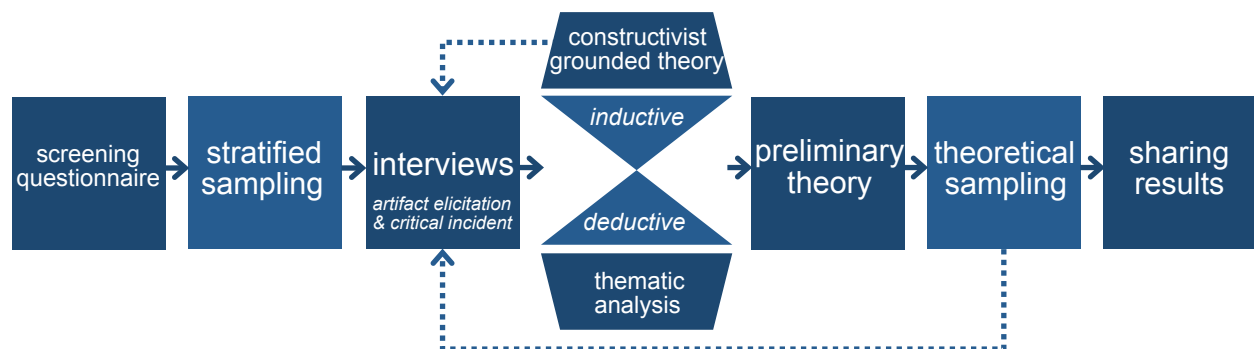 screening
questionnaire
stratified
sampling
interviews
artifact elicitation
& critical incident
constructivist
grounded theory
inductive
deductive
thematic
analysis
preliminary
theory
theoretical
sampling
sharing
results